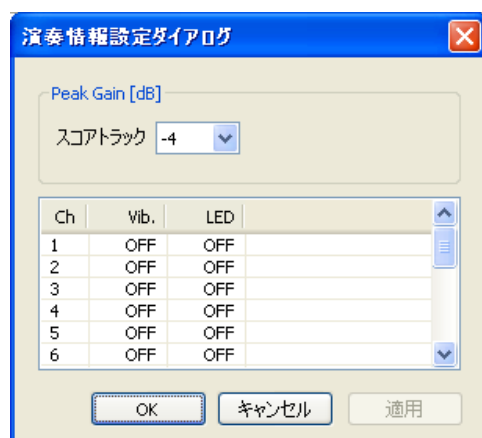 演奏情報設定ダイアログ
Peak Gain [dB]
スコアトラック -4
Ch Vib. LED
1 OFF OFF
2 OFF OFF
3 OFF OFF
4 OFF OFF
5 OFF OFF
6 OFF OFF
OK キャンセル 適用